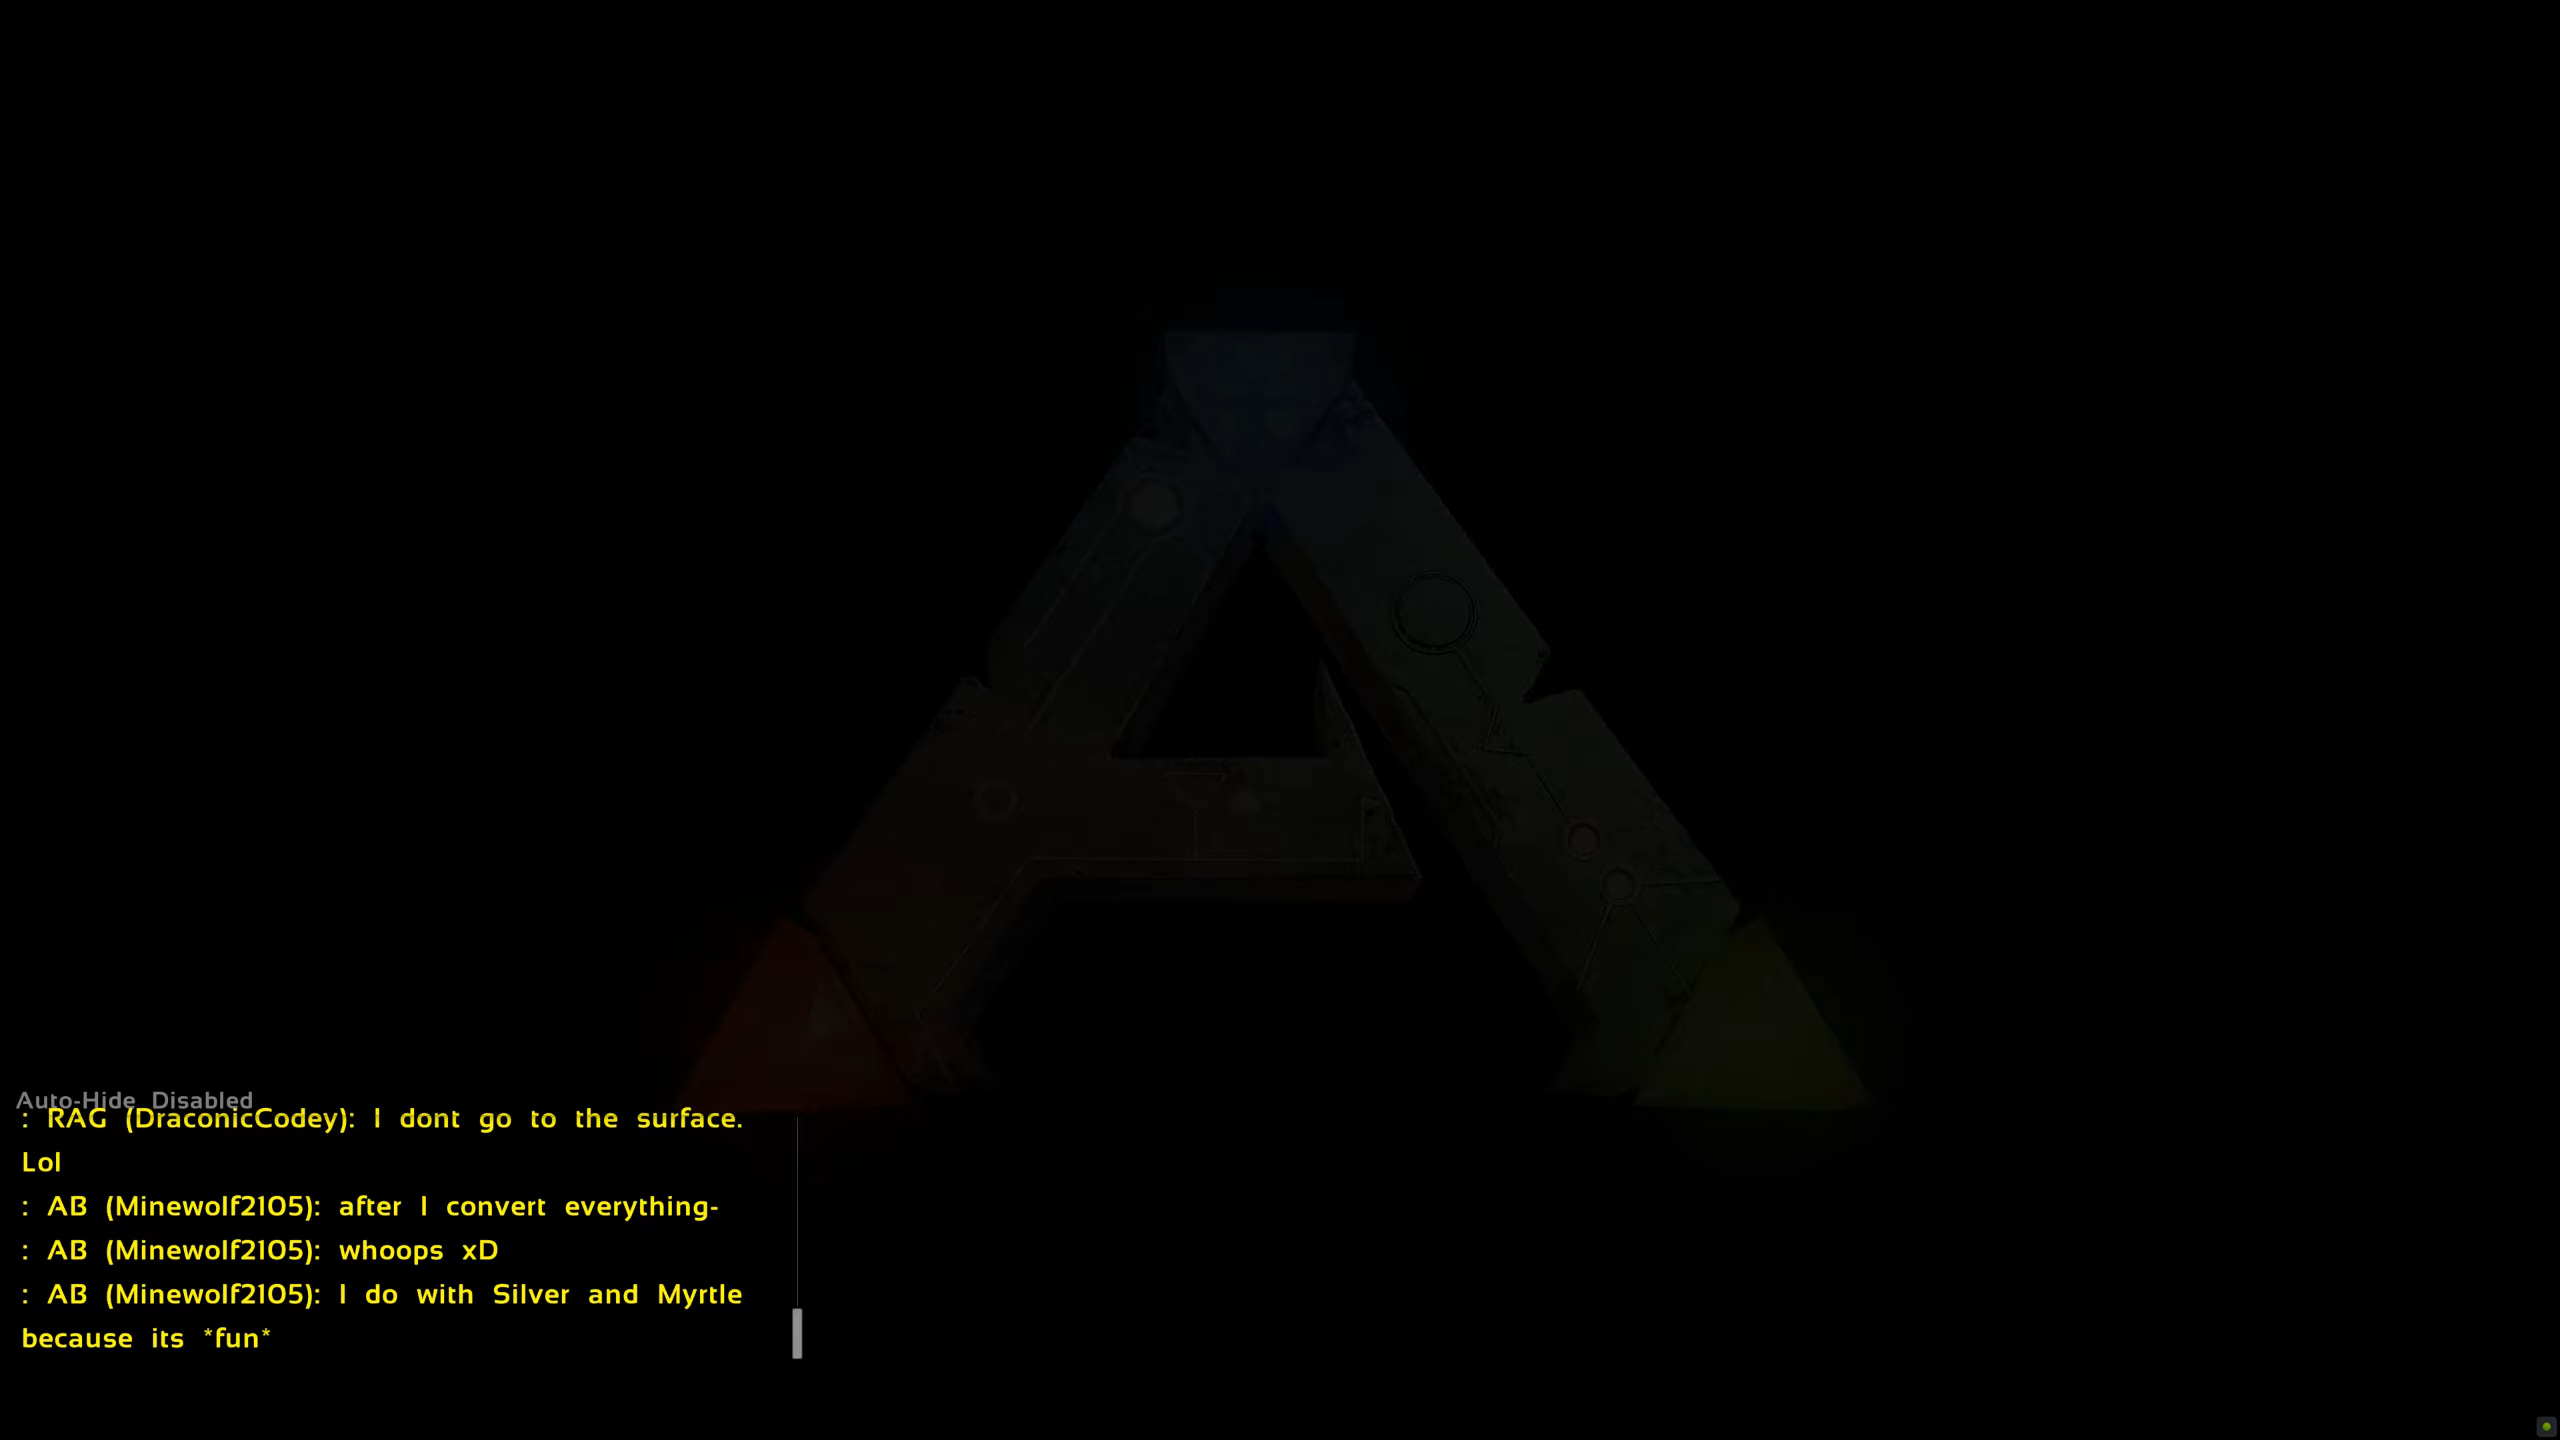 Auto-Hide Disabled
: RAG (DraconicCodey): I dont go to the surface.
Lol
: AB (Minewolf2105): after I convert everything-
: AB (Minewolf2105): whoops xD
: AB (Minewolf2105): I do with Silver and Myrtle
because its *fun*